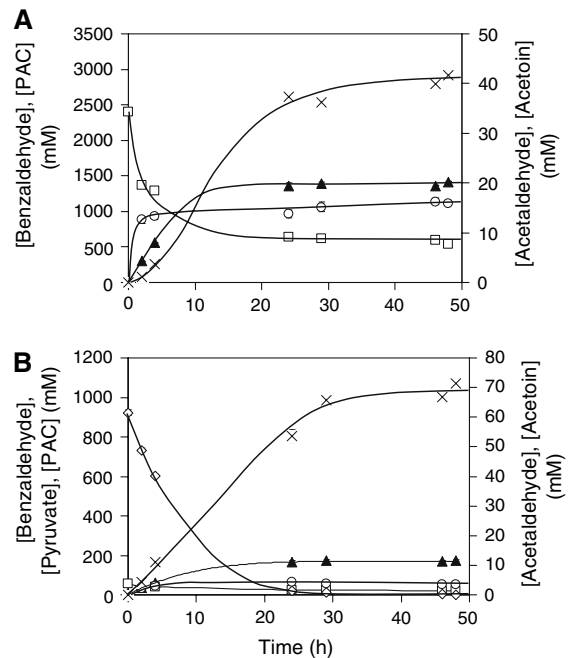 A
[Benzaldehyde], [PAC]
(mM)
3500
3000
2500
2000
1500
1000
500
0
50
40
30
20
10
0
[Acetaldehyde], [Acetoin]
(mM)
0 10 20 30 40 50
B
[Benzaldehyde],
[Pyruvate], [PAC] (mM)
1200
1000
800
600
400
200
0
80
70
60
50
40
30
20
10
0
[Acetaldehyde], [Acetoin]
(mM)
0 10 20 30 40 50
Time (h)